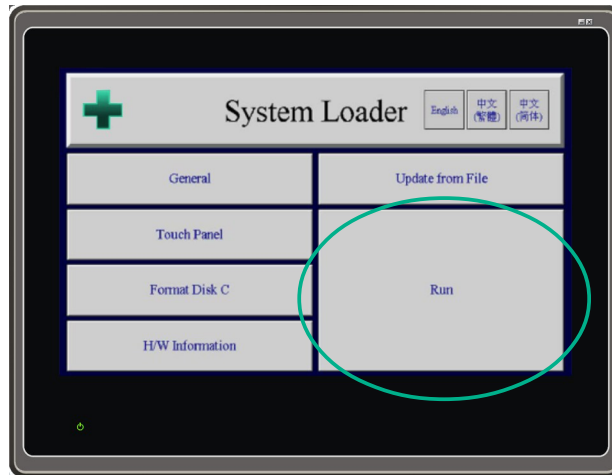 System Loader
English
中文
(繁體)
中文
(简体)
General
Update from File
Touch Panel
Format Disk C
Run
H/W Information